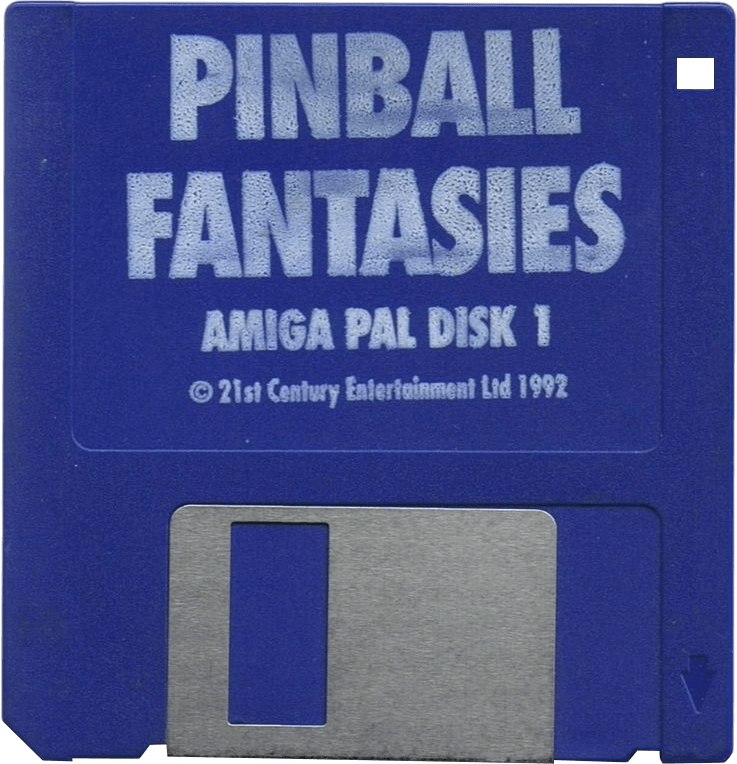 PINBALL
FANTASIES
AMIGA PAL DISK 1
© 21st Century Entertainment Ltd 1992